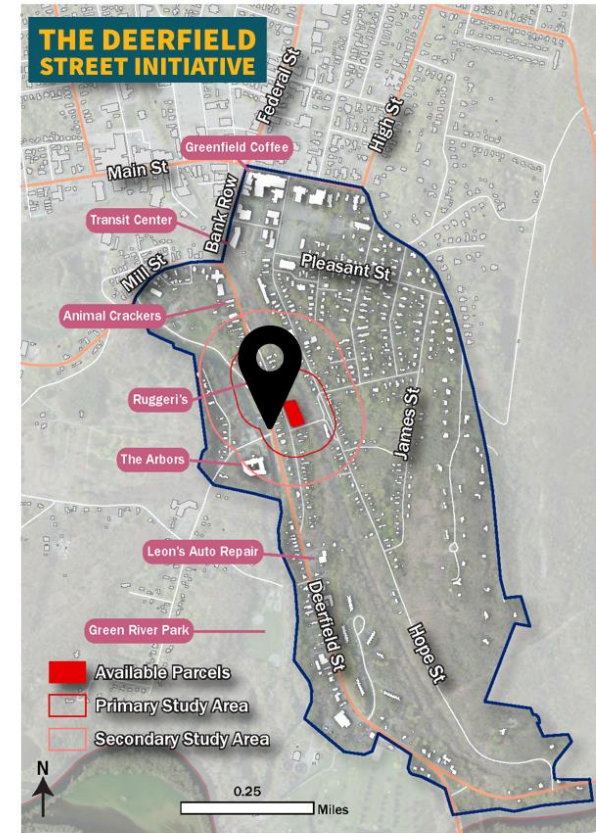 THE DEERFIELD
STREET INITIATIVE
Federal St
High St
Greenfield Coffee
Main St
Bank Row
Transit Center
Pleasant St
Mill St
Animal Crackers
Ruggeri's
James St
The Arbors
Leon's Auto Repair
Deerfield St
Hope St
Green River Park
Available Parcels
Primary Study Area
Secondary Study Area
N
0.25
Miles